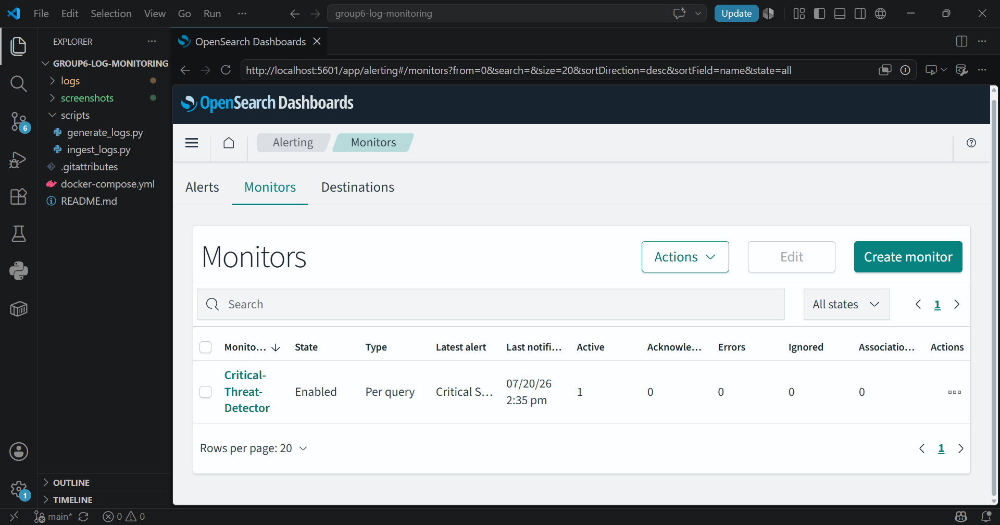 File Edit Selection View Go Run ···
group6-log-monitoring
Update
EXPLORER ···
OpenSearch Dashboards
GROUP6-LOG-MONITORING
http://localhost:5601/app/alerting#/monitors?from=0&search=&size=20&sortDirection=desc&sortField=name&state=all
logs
screenshots
scripts
generate_logs.py
ingest_logs.py
.gitattributes
docker-compose.yml
README.md
6
OpenSearch Dashboards
Alerting Monitors
Alerts Monitors Destinations
Monitors
Actions Edit Create monitor
Search All states 1
Monito... State Type Latest alert Last notifi... Active Acknowle... Errors Ignored Associatio... Actions
Critical-
Threat-
Detector
Enabled Per query Critical S... 07/20/26
2:35 pm
1 0 0 0 0
Rows per page: 20 1
OUTLINE
TIMELINE
1
main* 0 0